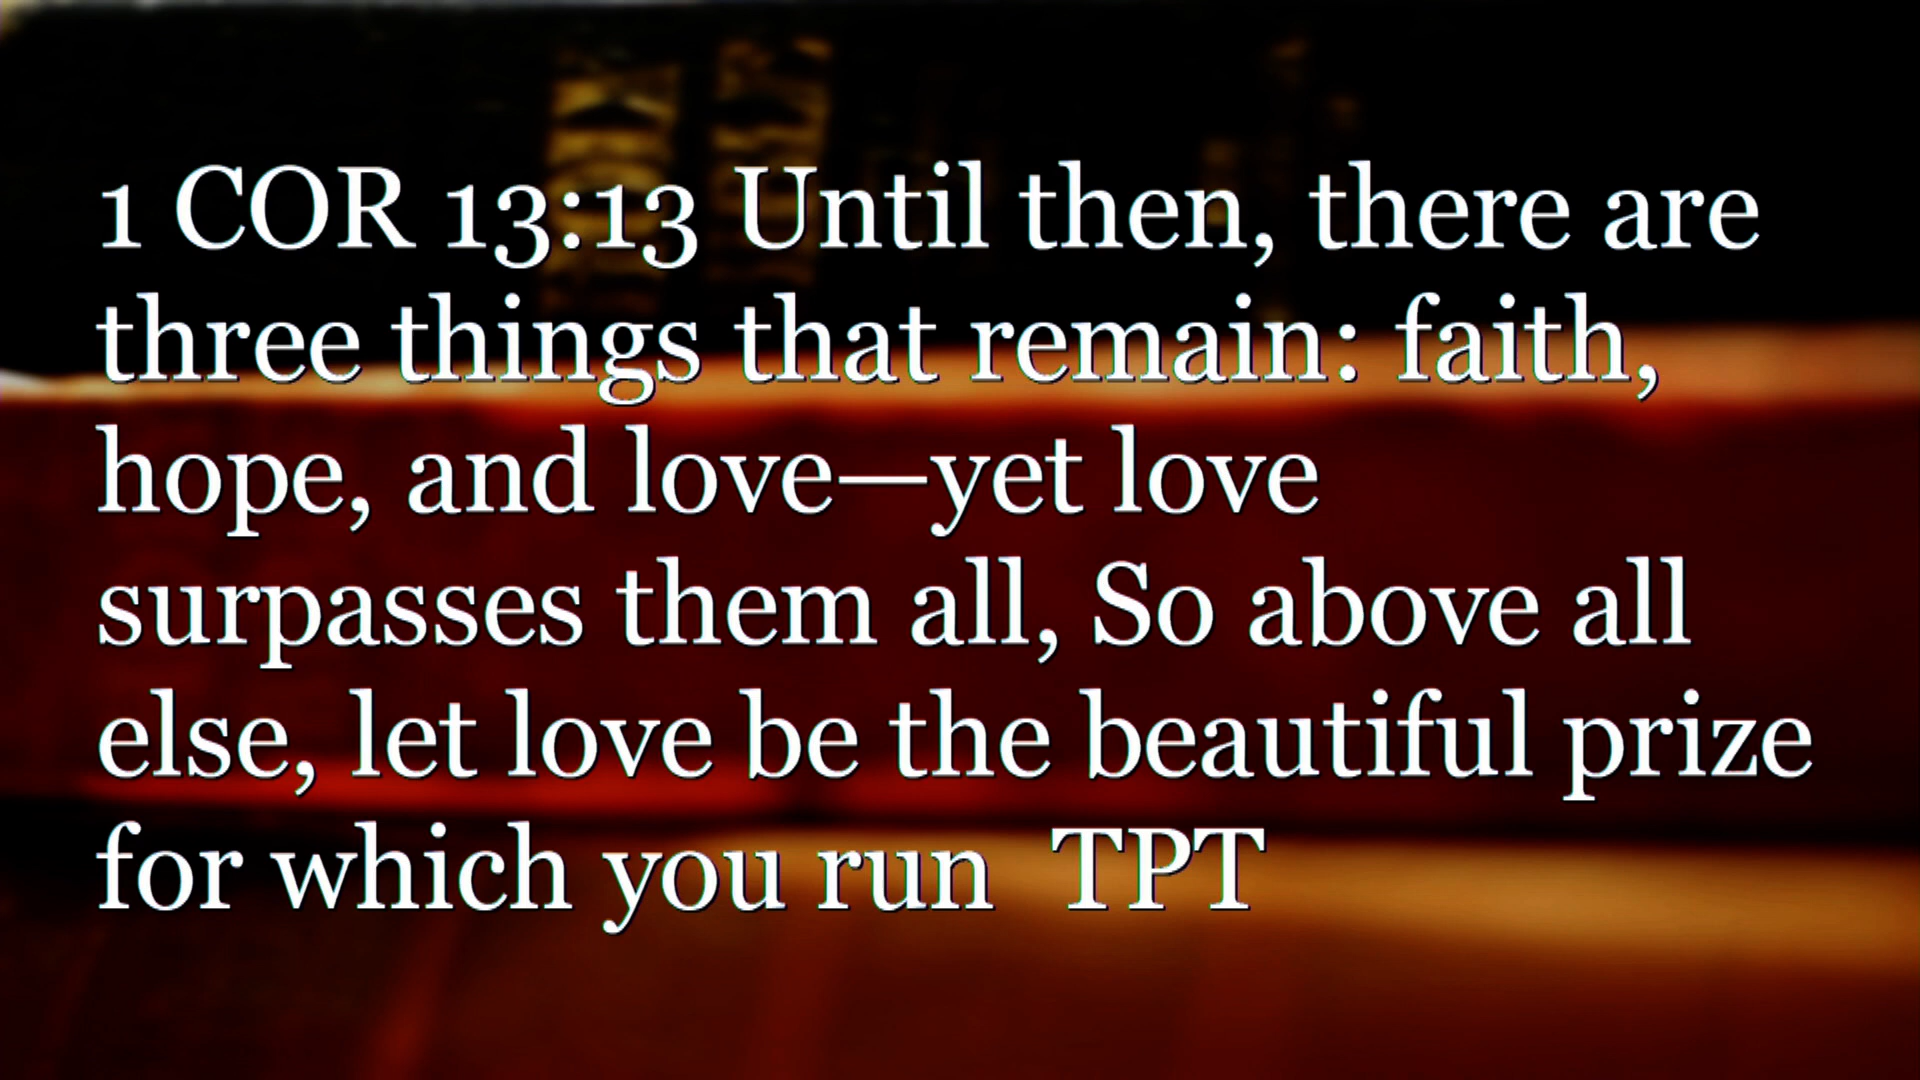 1 COR 13:13 Until then, there are
three things that remain: faith,
hope, and love—yet love
surpasses them all, So above all
else, let love be the beautiful prize
for which you run  TPT